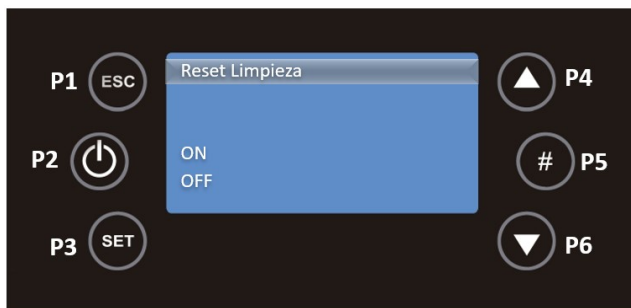 P1 ESC
Reset Limpieza
P4
P2
ON
OFF
# P5
P3 SET
P6